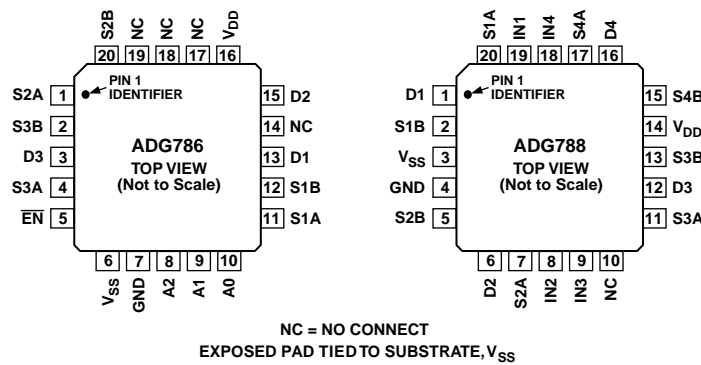 S2B NC NC NC VDD
20 19 18 17 16
PIN 1
IDENTIFIER
S2A 1
S3B 2
D3 3
S3A 4
EN 5
ADG786
TOP VIEW
(Not to Scale)
15 D2
14 NC
13 D1
12 S1B
11 S1A
6 7 8 9 10
VSS GND A2 A1 A0
S1A IN1 IN4 S4A D4
20 19 18 17 16
PIN 1
IDENTIFIER
D1 1
S1B 2
VSS 3
GND 4
S2B 5
ADG788
TOP VIEW
(Not to Scale)
15 S4B
14 VDD
13 S3B
12 D3
11 S3A
6 7 8 9 10
D2 S2A IN2 IN3 NC
NC = NO CONNECT
EXPOSED PAD TIED TO SUBSTRATE, VSS